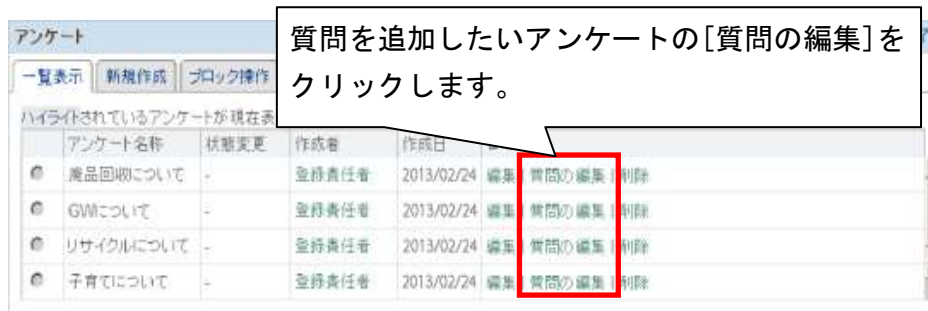 アンケート
質問を追加したいアンケートの[質問の編集]を
クリックします。
一覧表示 新規作成 ブロック操作
ハイライトされているアンケートが現在表
アンケート名称 状態変更 作成者 作成日
廃品回収について - 登録責任者 2013/02/24 編集 | 質問の編集 | 削除
GWについて - 登録責任者 2013/02/24 編集 | 質問の編集 | 削除
リサイクルについて - 登録責任者 2013/02/24 編集 | 質問の編集 | 削除
子育てについて - 登録責任者 2013/02/24 編集 | 質問の編集 | 削除